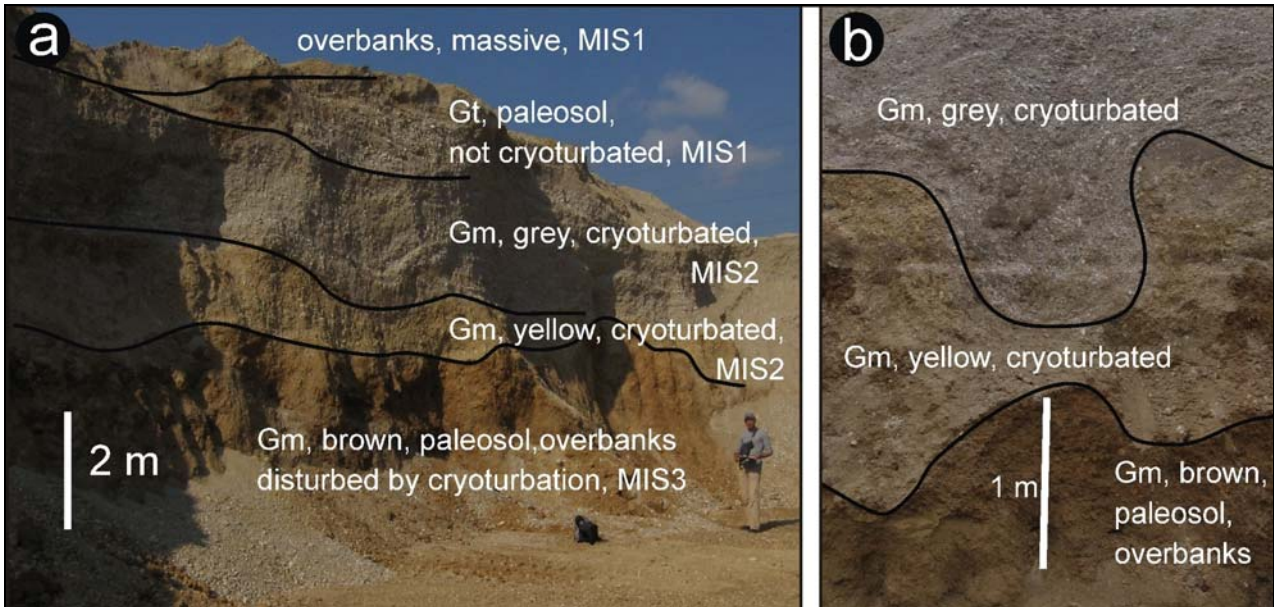 a
overbanks, massive, MIS1
Gt, paleosol,
not cryoturbated, MIS1
Gm, grey, cryoturbated,
MIS2
Gm, yellow, cryoturbated,
MIS2
Gm, brown, paleosol,overbanks
disturbed by cryoturbation, MIS3
2 m
b
Gm, grey, cryoturbated
Gm, yellow, cryoturbated
1 m
Gm, brown,
paleosol,
overbanks